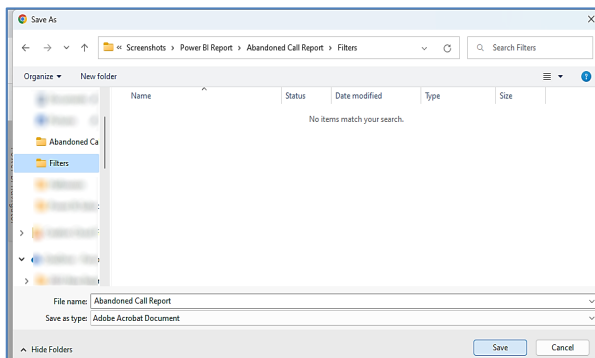 Save As
« Screenshots > Power BI Report > Abandoned Call Report > Filters
Search Filters
Organize
New folder
Name Status Date modified Type Size
No items match your search.
Abandoned Ca
Filters
File name: Abandoned Call Report
Save as type: Adobe Acrobat Document
Hide Folders
Save
Cancel